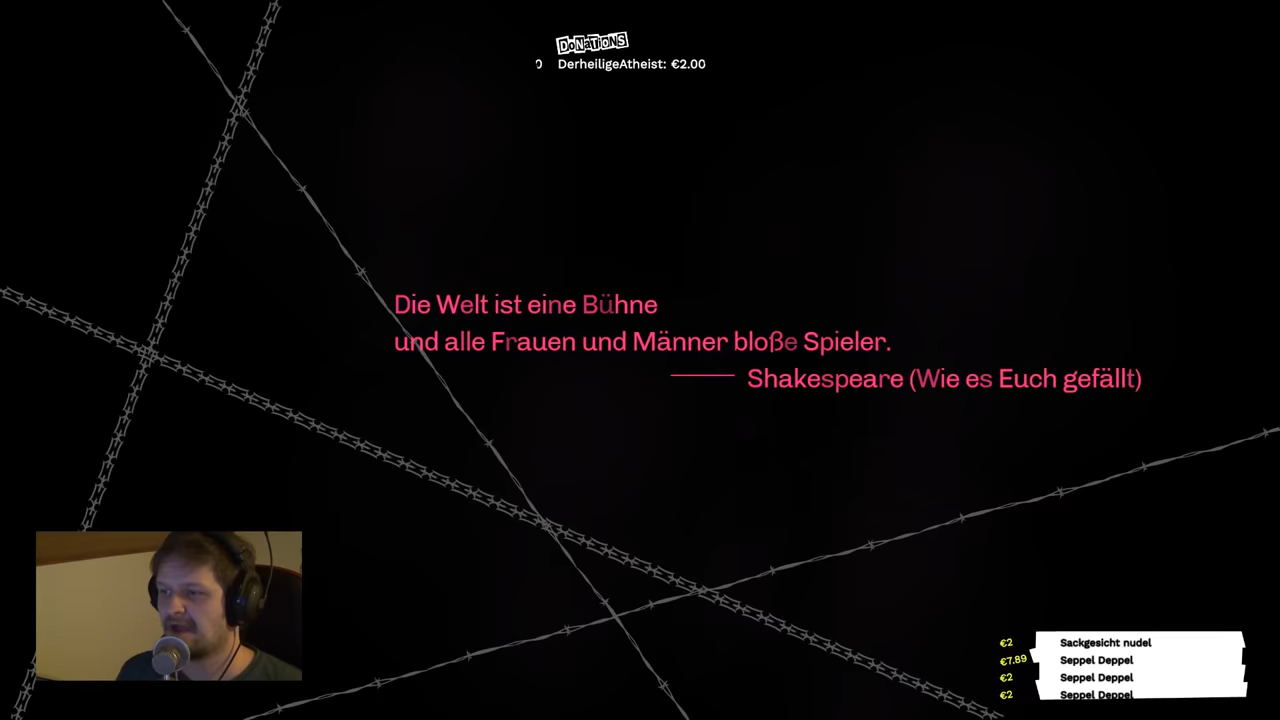 DoNaTiONS
DerheiligeAtheist: €2.00
Die Welt ist eine Bühne
und alle Frauen und Männer bloße Spieler.
Shakespeare (Wie es Euch gefällt)
€2 Sackgesicht nudel
€7.89 Seppel Deppel
€2 Seppel Deppel
€2 Seppel Deppel